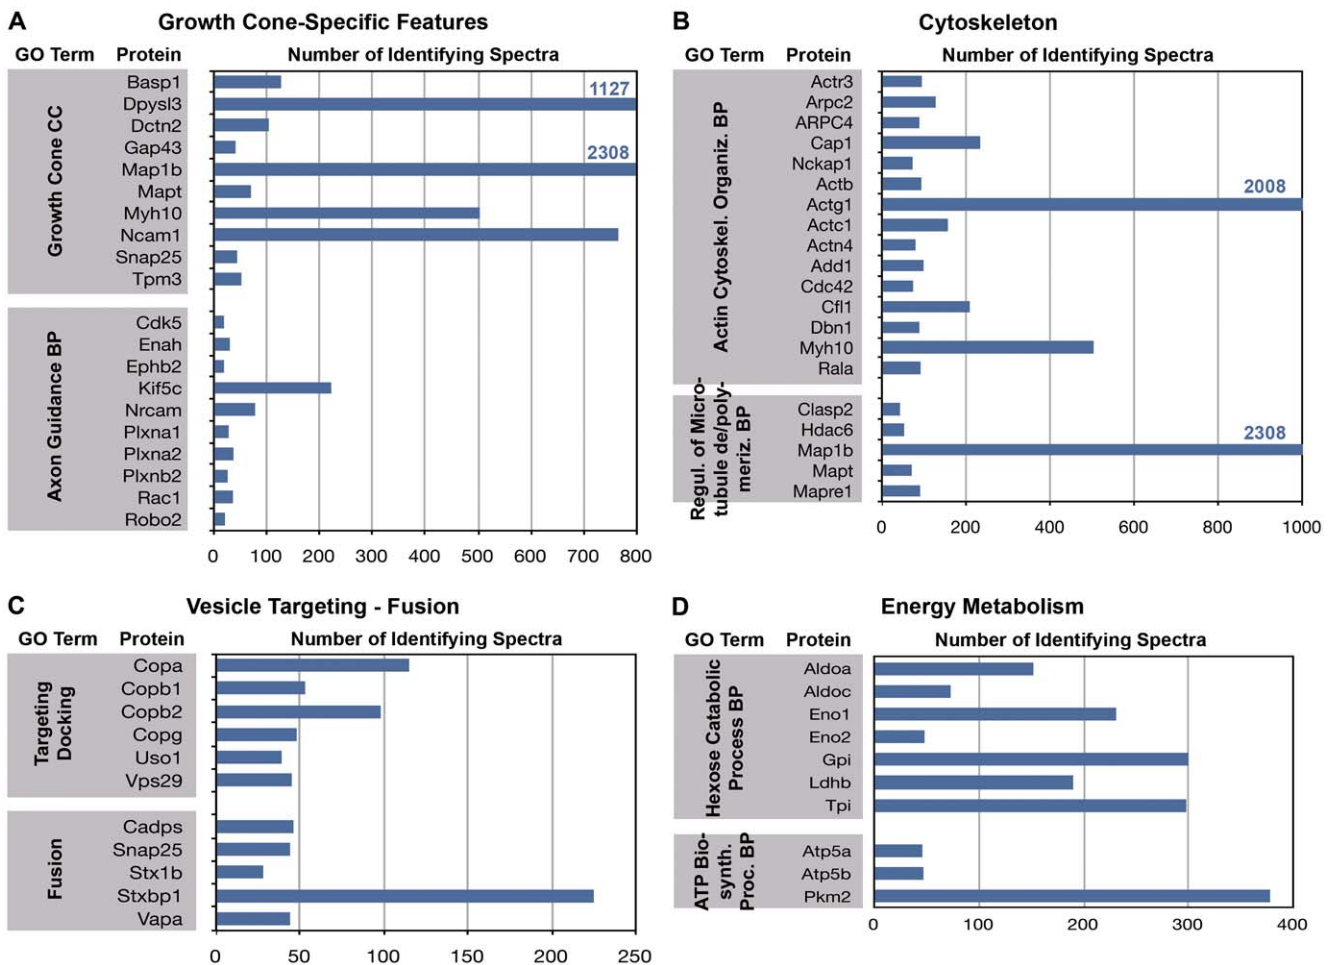 A
Growth Cone-Specific Features
GO Term
Protein
Number of Identifying Spectra
Growth Cone CC
Basp1
Dpysl3
1127
Dctn2
Gap43
Map1b
2308
Mapt
Myh10
Ncam1
Snap25
Tpm3
Axon Guidance BP
Cdk5
Enah
Ephb2
Kif5c
Nrcam
Plxna1
Plxna2
Plxnb2
Rac1
Robo2
0 100 200 300 400 500 600 700 800
B
Cytoskeleton
GO Term
Protein
Number of Identifying Spectra
Actin Cytoskel. Organiz. BP
Actr3
Arpc2
ARPC4
Cap1
Nckap1
Actb
Actg1
2008
Actc1
Actn4
Add1
Cdc42
Cfl1
Dbn1
Myh10
Rala
Regul. of Micro-
tubule de/poly-
meriz. BP
Clasp2
Hdac6
Map1b
2308
Mapt
Mapre1
0 200 400 600 800 1000
C
Vesicle Targeting - Fusion
GO Term
Protein
Number of Identifying Spectra
Targeting
Docking
Copa
Copb1
Copb2
Copg
Uso1
Vps29
Fusion
Cadps
Snap25
Stx1b
Stxbp1
Vapa
0 50 100 150 200 250
D
Energy Metabolism
GO Term
Protein
Number of Identifying Spectra
Hexose Catabolic
Process BP
Aldoa
Aldoc
Eno1
Eno2
Gpi
Ldhb
Tpi
ATP Bio-
synth.
Proc. BP
Atp5a
Atp5b
Pkm2
0 100 200 300 400